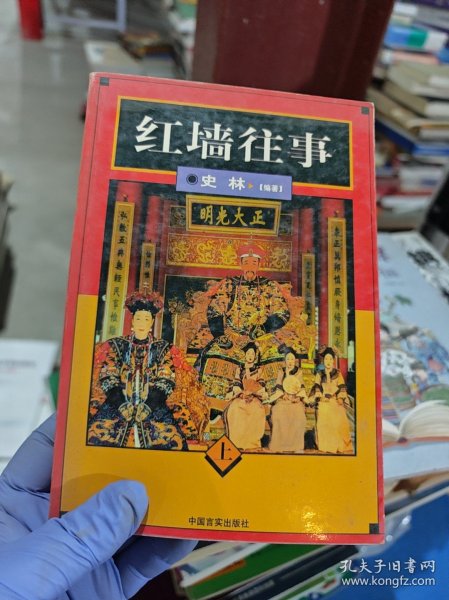 红墙往事
史林
【编著】
正大光明
上
中国言实出版社
孔夫子旧书网
www.kongfz.com